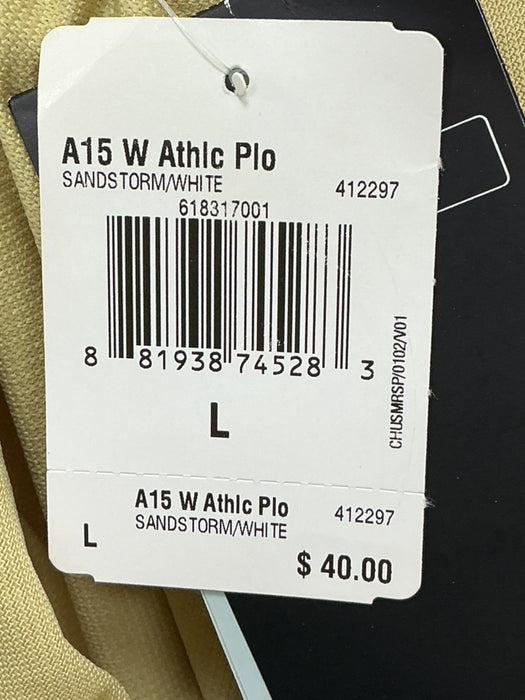 A15 W Athlc Plo
SANDSTORM/WHITE 412297
618317001
8 81938 74528 3
L
CHUSMRSP/0102/V01
A15 W Athlc Plo 412297
SANDSTORM/WHITE
L
$ 40.00